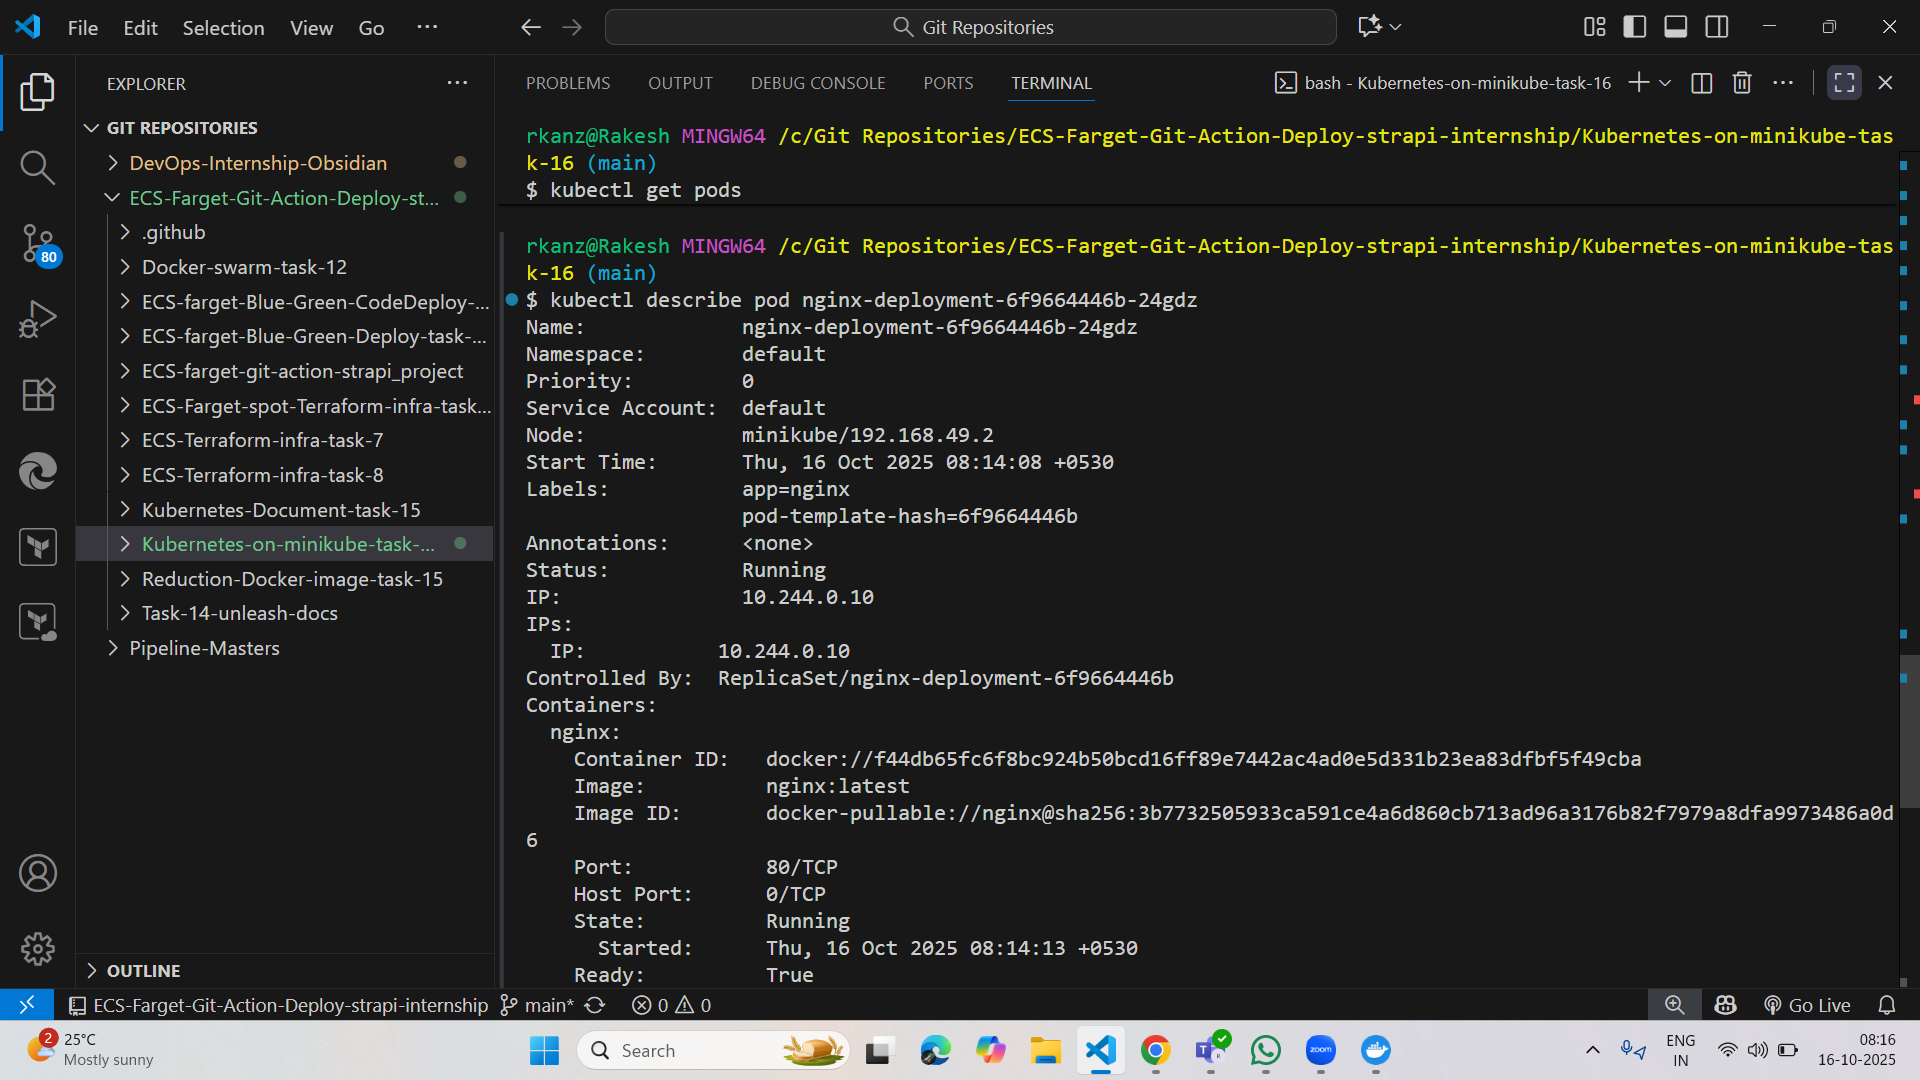 File Edit Selection View Go ···
Git Repositories
EXPLORER
GIT REPOSITORIES
DevOps-Internship-Obsidian
ECS-Farget-Git-Action-Deploy-st...
.github
Docker-swarm-task-12
ECS-farget-Blue-Green-CodeDeploy-...
ECS-farget-Blue-Green-Deploy-task-...
ECS-farget-git-action-strapi_project
ECS-Farget-spot-Terraform-infra-task...
ECS-Terraform-infra-task-7
ECS-Terraform-infra-task-8
Kubernetes-Document-task-15
Kubernetes-on-minikube-task-...
Reduction-Docker-image-task-15
Task-14-unleash-docs
Pipeline-Masters
OUTLINE
80
PROBLEMS OUTPUT DEBUG CONSOLE PORTS TERMINAL
bash - Kubernetes-on-minikube-task-16
rkanz@Rakesh MINGW64 /c/Git Repositories/ECS-Farget-Git-Action-Deploy-strapi-internship/Kubernetes-on-minikube-tas
k-16 (main)
$ kubectl get pods
rkanz@Rakesh MINGW64 /c/Git Repositories/ECS-Farget-Git-Action-Deploy-strapi-internship/Kubernetes-on-minikube-tas
k-16 (main)
$ kubectl describe pod nginx-deployment-6f9664446b-24gdz
Name: nginx-deployment-6f9664446b-24gdz
Namespace: default
Priority: 0
Service Account: default
Node: minikube/192.168.49.2
Start Time: Thu, 16 Oct 2025 08:14:08 +0530
Labels: app=nginx
pod-template-hash=6f9664446b
Annotations: <none>
Status: Running
IP: 10.244.0.10
IPs:
IP: 10.244.0.10
Controlled By: ReplicaSet/nginx-deployment-6f9664446b
Containers:
nginx:
Container ID: docker://f44db65fc6f8bc924b50bcd16ff89e7442ac4ad0e5d331b23ea83dfbf5f49cba
Image: nginx:latest
Image ID: docker-pullable://nginx@sha256:3b7732505933ca591ce4a6d860cb713ad96a3176b82f7979a8dfa9973486a0d
6
Port: 80/TCP
Host Port: 0/TCP
State: Running
Started: Thu, 16 Oct 2025 08:14:13 +0530
Ready: True
ECS-Farget-Git-Action-Deploy-strapi-internship main* 0 0
Go Live
2
25°C
Mostly sunny
Search
zoom
ENG
IN
08:16
16-10-2025